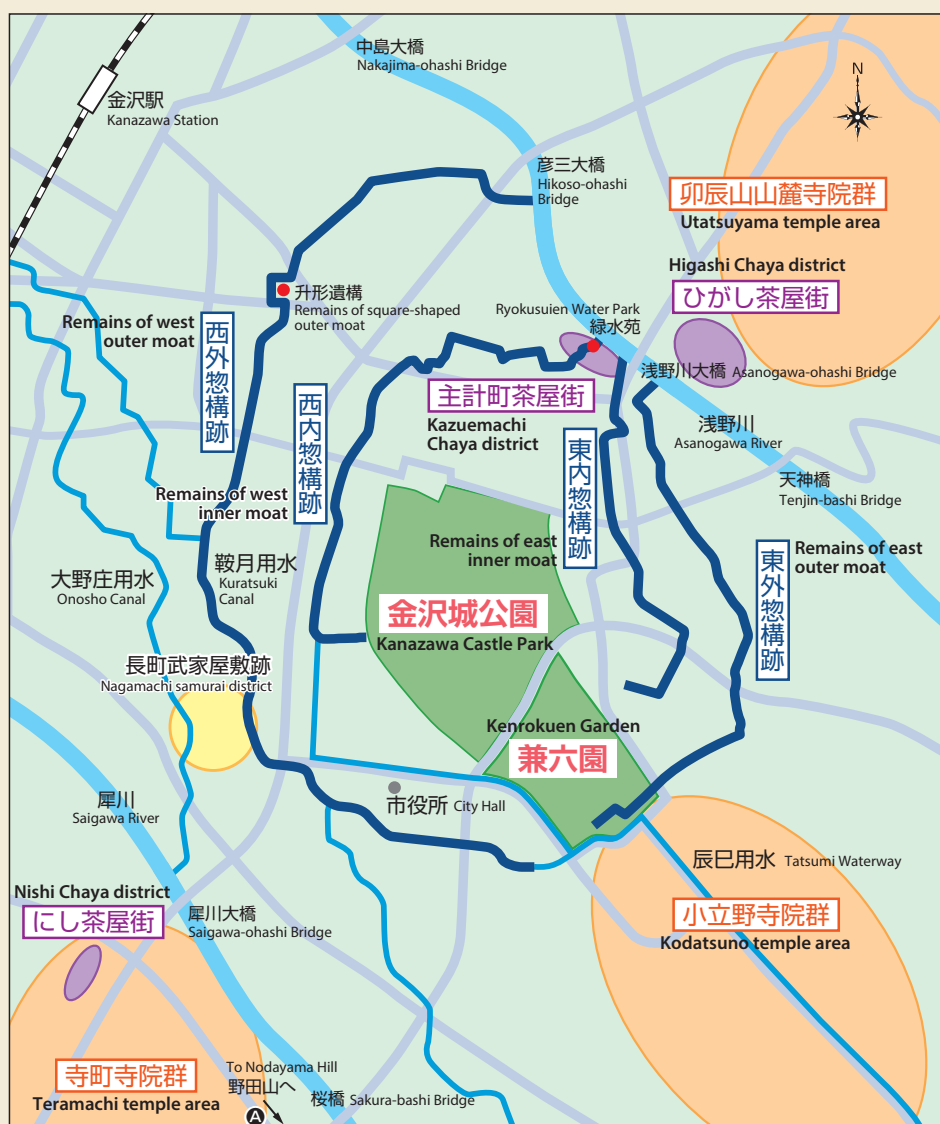 中島大橋
Nakajima-ohashi Bridge
N
金沢駅
Kanazawa Station
彦三大橋
Hikoso-ohashi
Bridge
卯辰山山麓寺院群
Utatsuyama temple area
Higashi Chaya district
ひがし茶屋街
升形遺構
Remains of square-shaped
outer moat
Ryokusuien Water Park
緑水苑
Remains of west
outer moat
西外惣構跡
浅野川大橋 Asanogawa-ohashi Bridge
主計町茶屋街
Kazuemachi
Chaya district
西内惣構跡
浅野川
Asanogawa River
東内惣構跡
天神橋
Tenjin-bashi Bridge
Remains of west
inner moat
Remains of east
inner moat
東外惣構跡
Remains of east
outer moat
大野庄用水
Onosho Canal
鞍月用水
Kuratsuki
Canal
金沢城公園
Kanazawa Castle Park
長町武家屋敷跡
Nagamachi samurai district
Kenrokuen Garden
兼六園
犀川
Saigawa River
市役所 City Hall
辰巳用水 Tatsumi Waterway
Nishi Chaya district
にし茶屋街
犀川大橋
Saigawa-ohashi Bridge
小立野寺院群
Kodatsuno temple area
寺町寺院群
Teramachi temple area
To Nodayama Hill
野田山へ
A
桜橋 Sakura-bashi Bridge